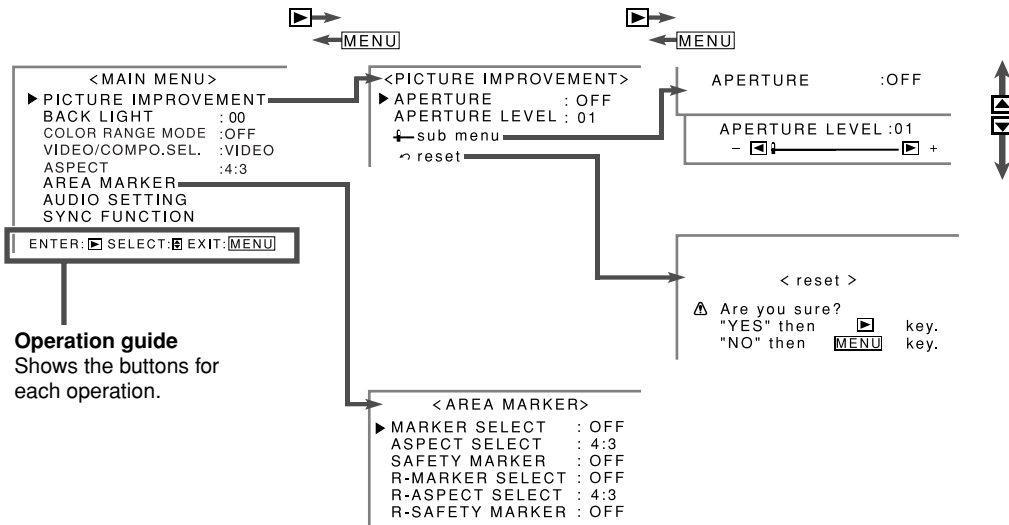 MENU
MENU
<MAIN MENU>
PICTURE IMPROVEMENT
BACK LIGHT : 00
COLOR RANGE MODE :OFF
VIDEO/COMPO.SEL. :VIDEO
ASPECT :4:3
AREA MARKER
AUDIO SETTING
SYNC FUNCTION
ENTER: SELECT: EXIT: MENU
Operation guide
Shows the buttons for
each operation.
<PICTURE IMPROVEMENT>
APERTURE : OFF
APERTURE LEVEL : 01
sub menu
reset
APERTURE :OFF
APERTURE LEVEL :01
– +
< reset >
Are you sure?
"YES" then key.
"NO" then MENU key.
<AREA MARKER>
MARKER SELECT : OFF
ASPECT SELECT : 4:3
SAFETY MARKER : OFF
R-MARKER SELECT : OFF
R-ASPECT SELECT : 4:3
R-SAFETY MARKER : OFF